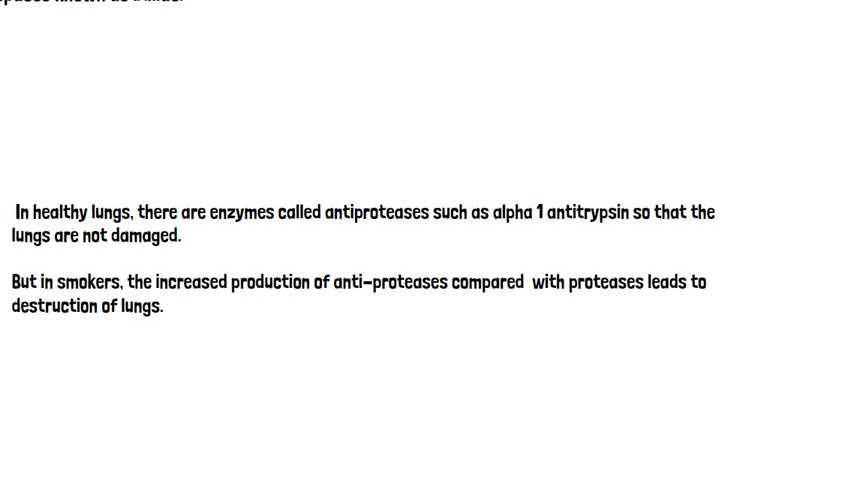 In healthy lungs, there are enzymes called antiproteases such as alpha 1 antitrypsin so that the
lungs are not damaged.
But in smokers, the increased production of anti-proteases compared with proteases leads to
destruction of lungs.